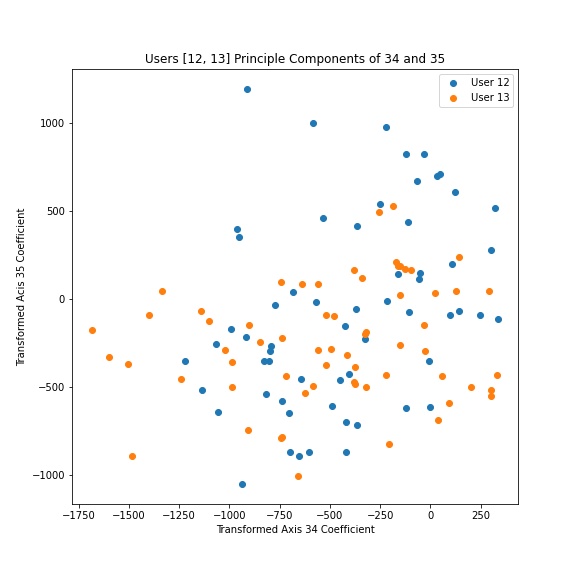 Users [12, 13] Principle Components of 34 and 35
User 12
User 13
Transformed Acis 35 Coefficient
1000
500
0
−500
−1000
−1750 −1500 −1250 −1000 −750 −500 −250 0 250
Transformed Axis 34 Coefficient